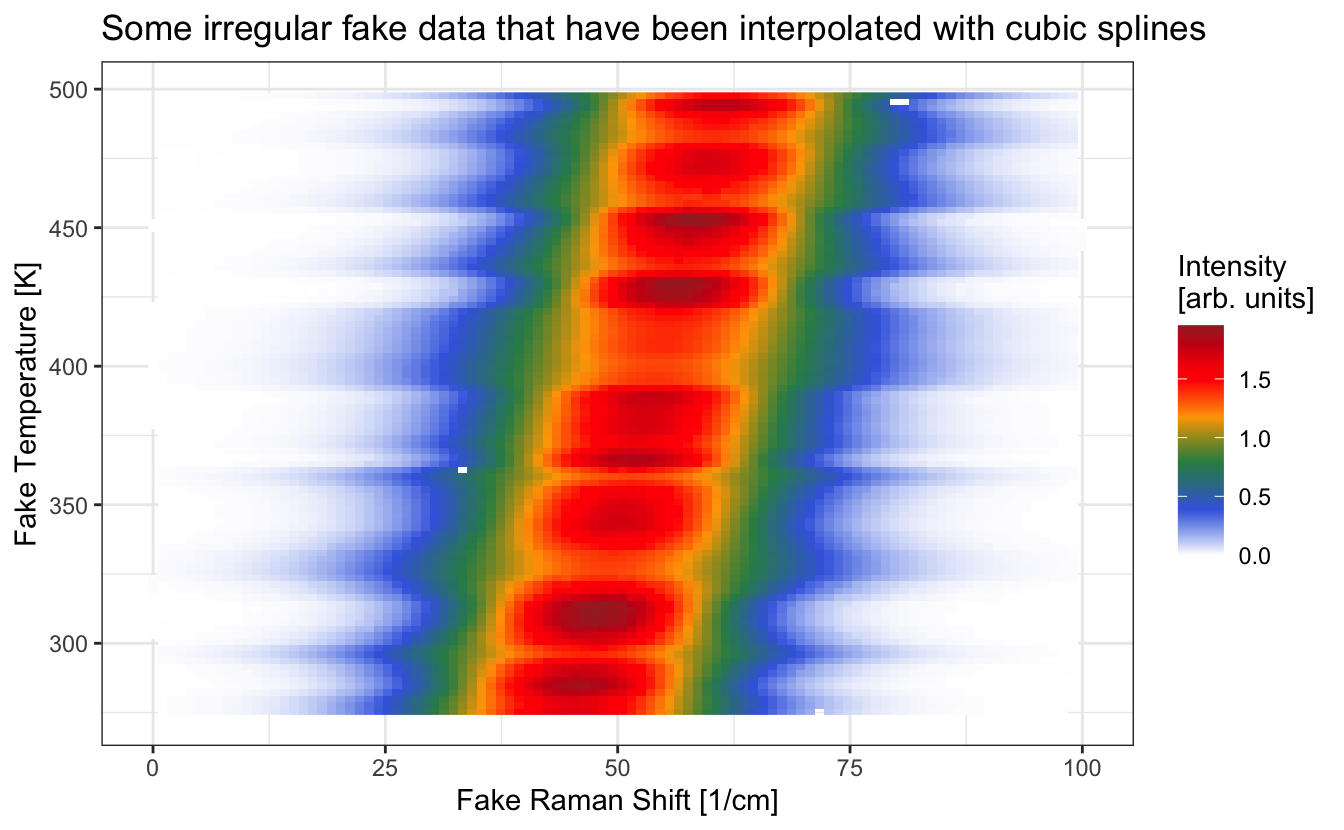 Some irregular fake data that have been interpolated with cubic splines
500
450
400
350
300
Fake Temperature [K]
0 25 50 75 100
Fake Raman Shift [1/cm]
Intensity
[arb. units]
1.5
1.0
0.5
0.0